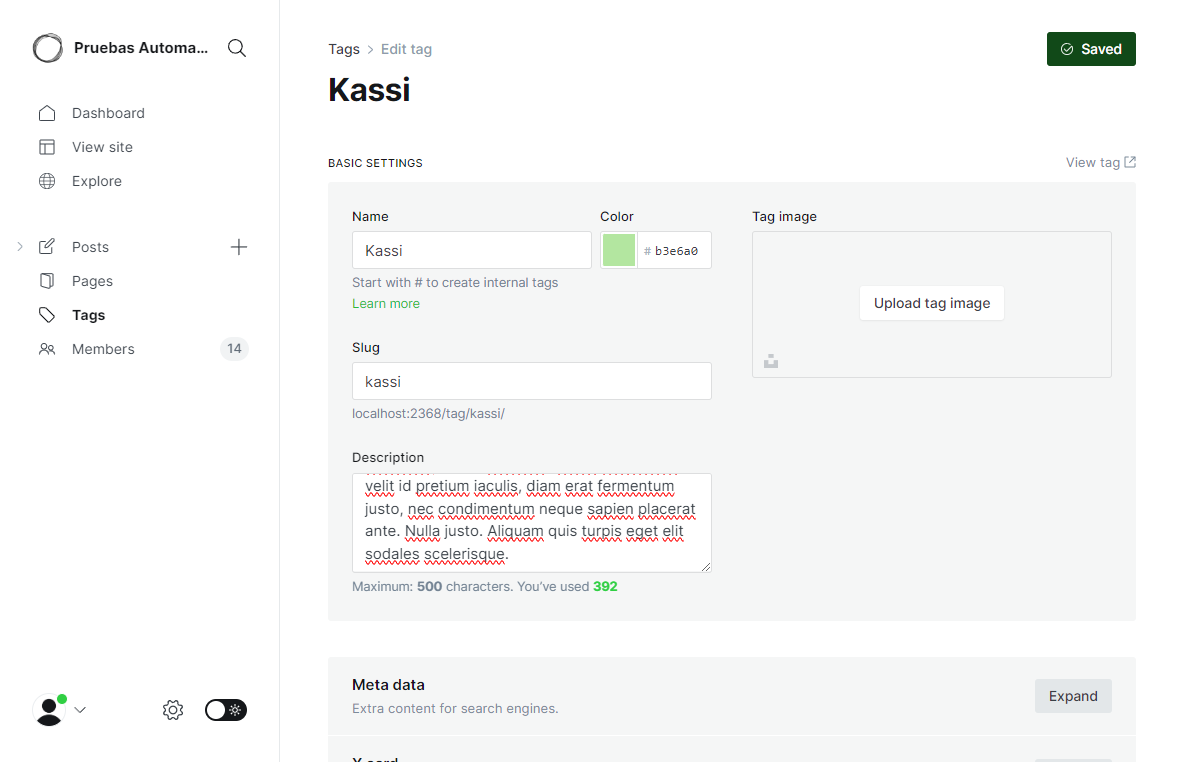 Pruebas Automa...
Dashboard
View site
Explore
Posts
Pages
Tags
Members
14
Tags > Edit tag
Saved
Kassi
BASIC SETTINGS
View tag
Name
Kassi
Color
# b3e6a0
Start with # to create internal tags
Learn more
Slug
kassi
localhost:2368/tag/kassi/
Description
velit id pretium iaculis, diam erat fermentum
justo, nec condimentum neque sapien placerat
ante. Nulla justo. Aliquam quis turpis eget elit
sodales scelerisque.
Maximum: 500 characters. You’ve used 392
Tag image
Upload tag image
Meta data
Extra content for search engines.
Expand
X card